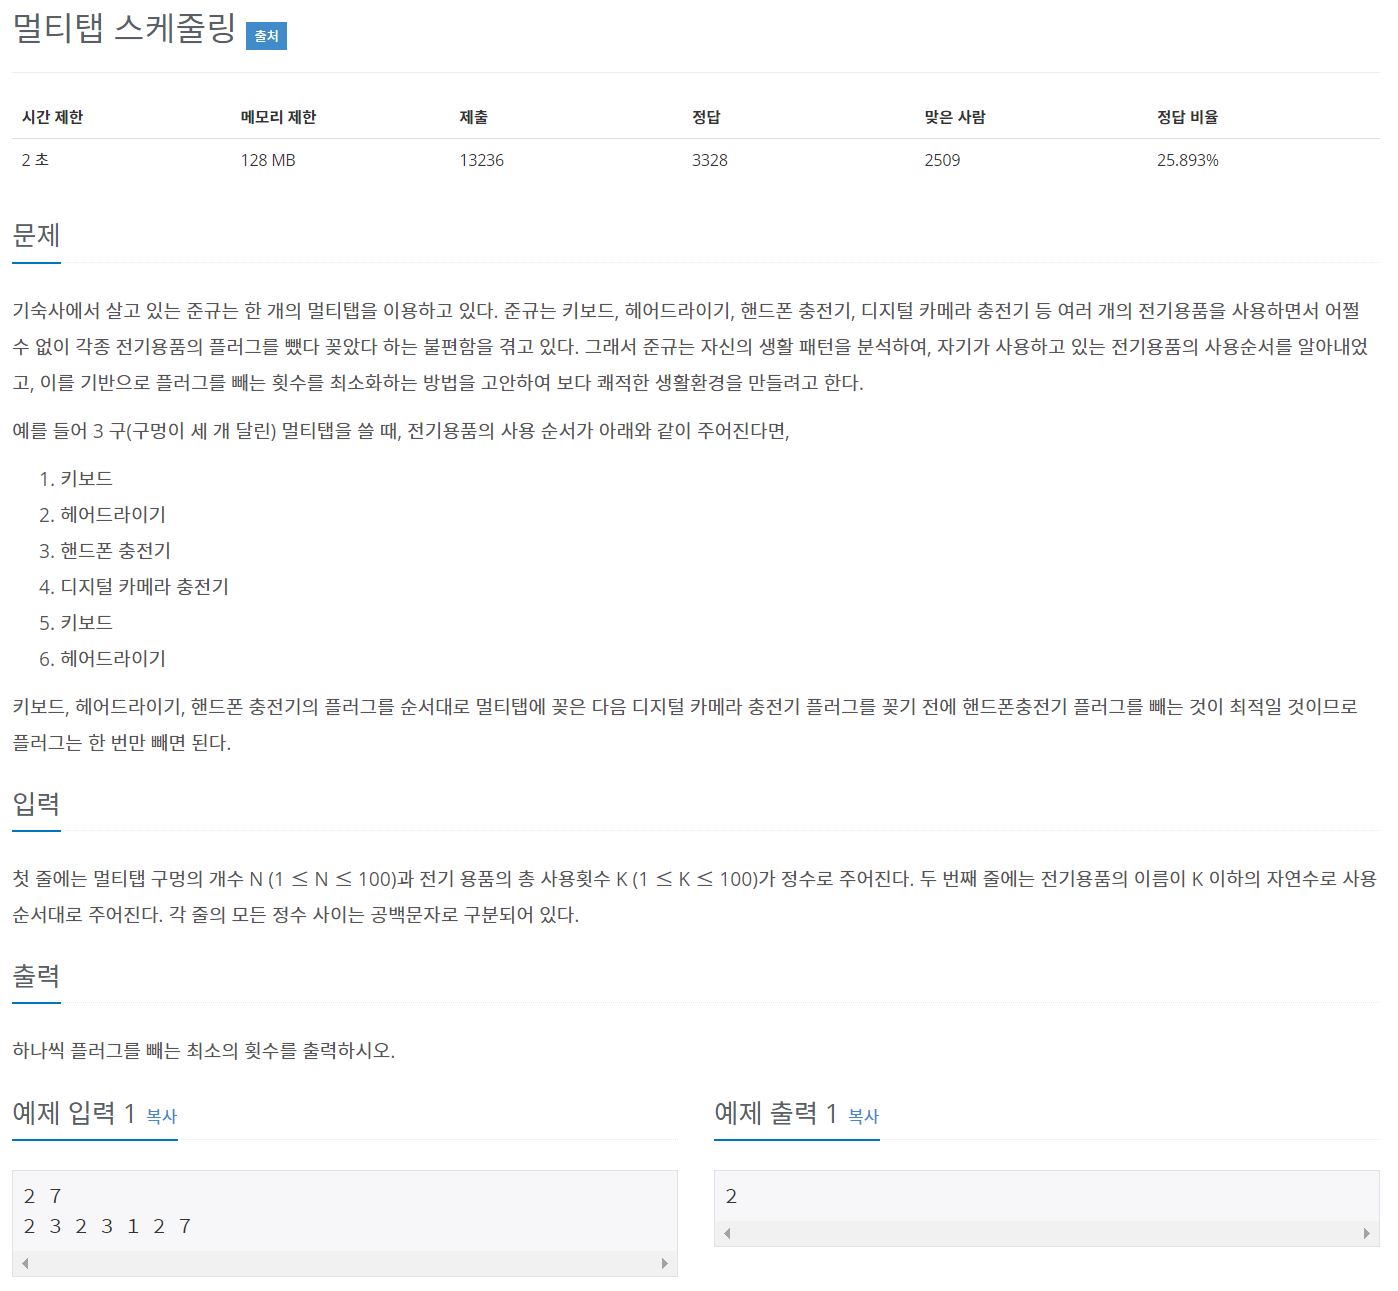 멀티탭 스케줄링 출처
시간 제한 메모리 제한 제출 정답 맞은 사람 정답 비율
2 초 128 MB 13236 3328 2509 25.893%
문제
기숙사에서 살고 있는 준규는 한 개의 멀티탭을 이용하고 있다. 준규는 키보드, 헤어드라이기, 핸드폰 충전기, 디지털 카메라 충전기 등 여러 개의 전기용품을 사용하면서 어쩔
수 없이 각종 전기용품의 플러그를 뺐다 꽂았다 하는 불편함을 겪고 있다. 그래서 준규는 자신의 생활 패턴을 분석하여, 자기가 사용하고 있는 전기용품의 사용순서를 알아내었
고, 이를 기반으로 플러그를 빼는 횟수를 최소화하는 방법을 고안하여 보다 쾌적한 생활환경을 만들려고 한다.
예를 들어 3 구(구멍이 세 개 달린) 멀티탭을 쓸 때, 전기용품의 사용 순서가 아래와 같이 주어진다면,
1. 키보드
2. 헤어드라이기
3. 핸드폰 충전기
4. 디지털 카메라 충전기
5. 키보드
6. 헤어드라이기
키보드, 헤어드라이기, 핸드폰 충전기의 플러그를 순서대로 멀티탭에 꽂은 다음 디지털 카메라 충전기 플러그를 꽂기 전에 핸드폰충전기 플러그를 빼는 것이 최적일 것이므로
플러그는 한 번만 빼면 된다.
입력
첫 줄에는 멀티탭 구멍의 개수 N (1 ≤ N ≤ 100)과 전기 용품의 총 사용횟수 K (1 ≤ K ≤ 100)가 정수로 주어진다. 두 번째 줄에는 전기용품의 이름이 K 이하의 자연수로 사용
순서대로 주어진다. 각 줄의 모든 정수 사이는 공백문자로 구분되어 있다.
출력
하나씩 플러그를 빼는 최소의 횟수를 출력하시오.
예제 입력 1 복사
2 7
2 3 2 3 1 2 7
예제 출력 1 복사
2